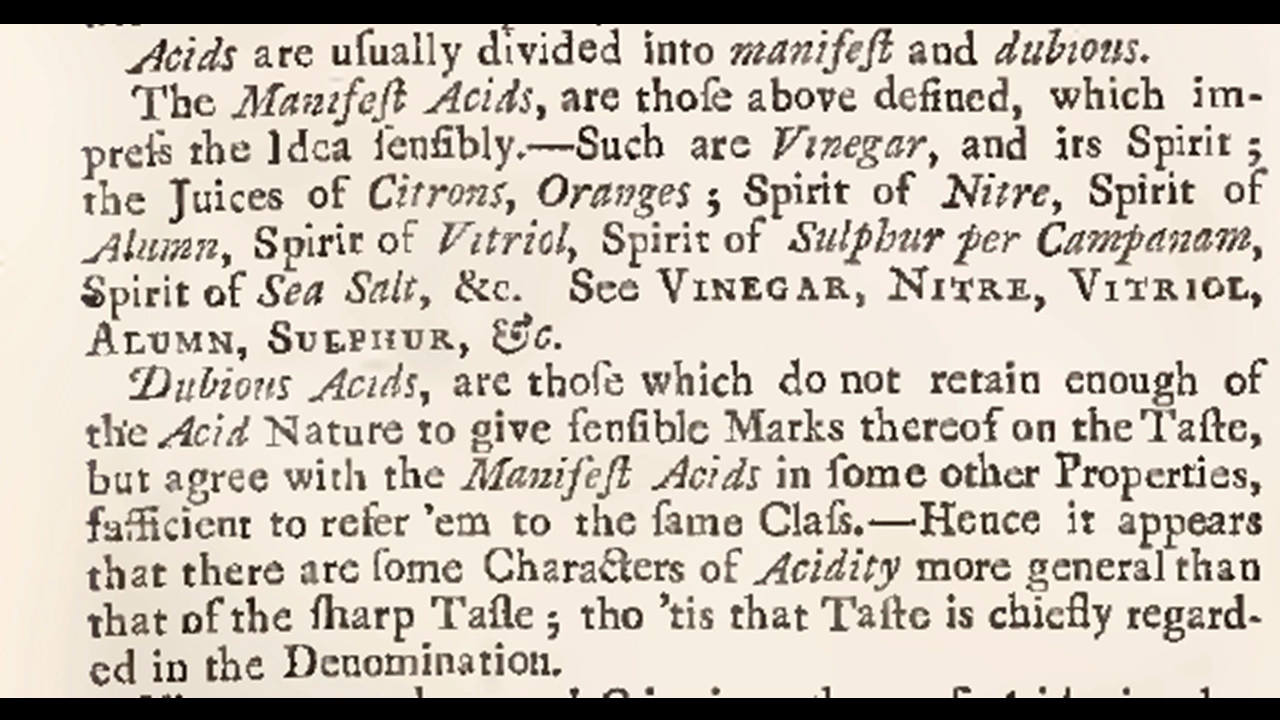 Acids are uſually divided into manifeſt and dubious.
The Manifeſt Acids, are thoſe above defined, which im-
preſs the Idea ſenſibly.—Such are Vinegar, and its Spirit ;
the Juices of Citrons, Oranges ; Spirit of Nitre, Spirit of
Alumn, Spirit of Vitriol, Spirit of Sulphur per Campanam,
Spirit of Sea Salt, &c. See VINEGAR, NITRE, VITRIOL,
ALUMN, SULPHUR, &c.
Dubious Acids, are thoſe which do not retain enough of
the Acid Nature to give ſenſible Marks thereof on the Taſte,
but agree with the Manifeſt Acids in ſome other Properties,
ſufficient to refer 'em to the ſame Claſs.—Hence it appears
that there are ſome Characters of Acidity more general than
that of the ſharp Taſte ; tho 'tis that Taſte is chiefly regard-
ed in the Denomination.